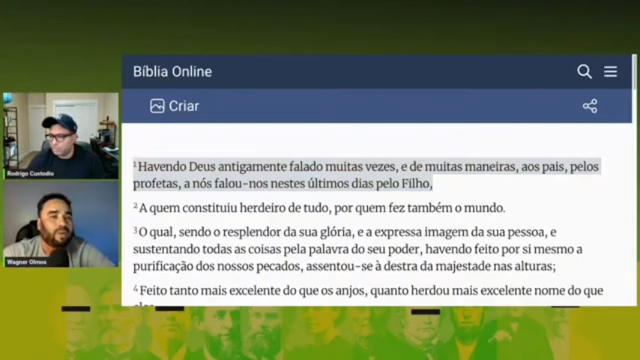 Bíblia Online
Criar
1Havendo Deus antigamente falado muitas vezes, e de muitas maneiras, aos pais, pelos
profetas, a nós falou-nos nestes últimos dias pelo Filho,
2A quem constituiu herdeiro de tudo, por quem fez também o mundo.
3O qual, sendo o resplendor da sua glória, e a expressa imagem da sua pessoa, e
sustentando todas as coisas pela palavra do seu poder, havendo feito por si mesmo a
purificação dos nossos pecados, assentou-se à destra da majestade nas alturas;
4Feito tanto mais excelente do que os anjos, quanto herdou mais excelente nome do que
Rodrigo Custodio
Wagner Olmos